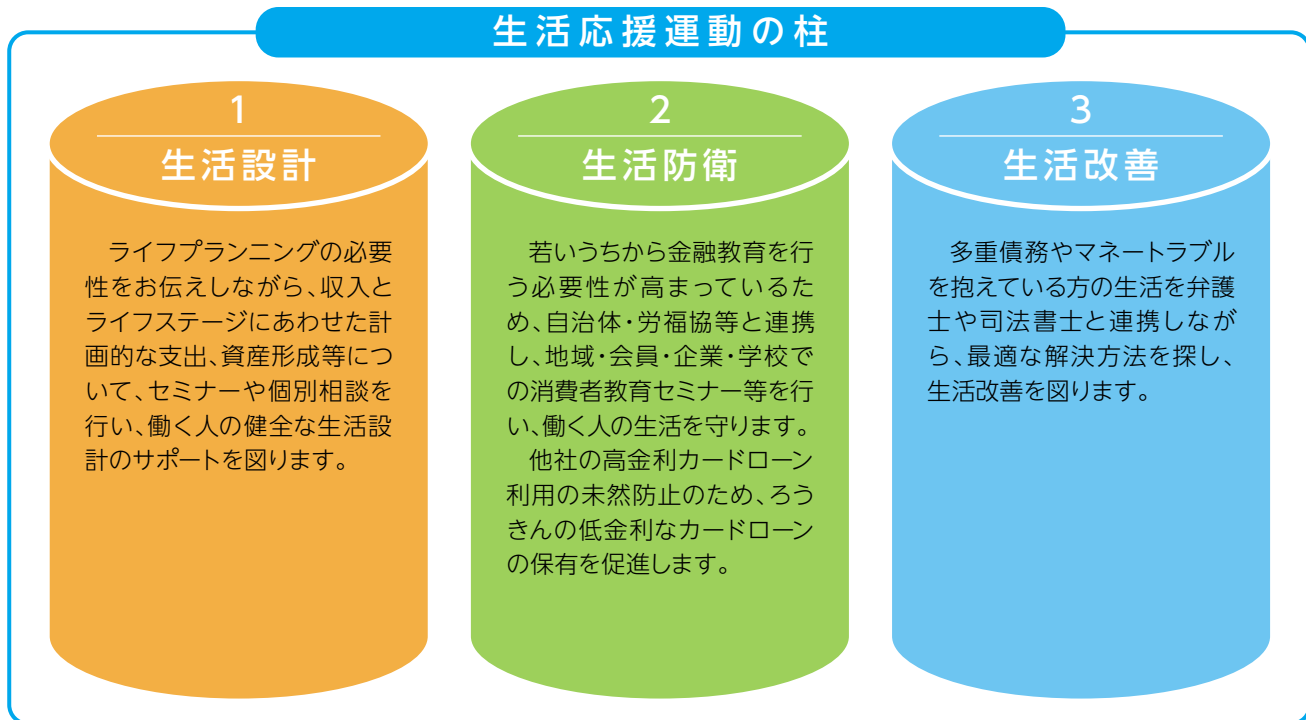 生活応援運動の柱
1
生活設計
ライフプランニングの必要
性をお伝えしながら、収入と
ライフステージにあわせた計
画的な支出、資産形成等につ
いて、セミナーや個別相談を
行い、働く人の健全な生活設
計のサポートを図ります。
2
生活防衛
若いうちから金融教育を行
う必要性が高まっているた
め、自治体・労福協等と連携
し、地域・会員・企業・学校で
の消費者教育セミナー等を行
い、働く人の生活を守ります。
他社の高金利カードローン
利用の未然防止のため、ろう
きんの低金利なカードローン
の保有を促進します。
3
生活改善
多重債務やマネートラブル
を抱えている方の生活を弁護
士や司法書士と連携しなが
ら、最適な解決方法を探し、
生活改善を図ります。